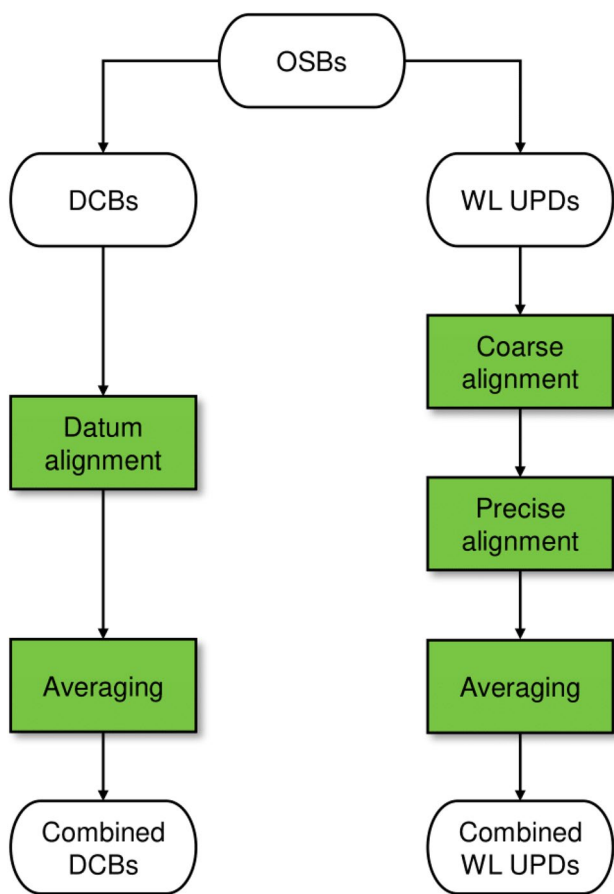 OSBs
DCBs
WL UPDs
Coarse
alignment
Datum
alignment
Precise
alignment
Averaging
Averaging
Combined
DCBs
Combined
WL UPDs